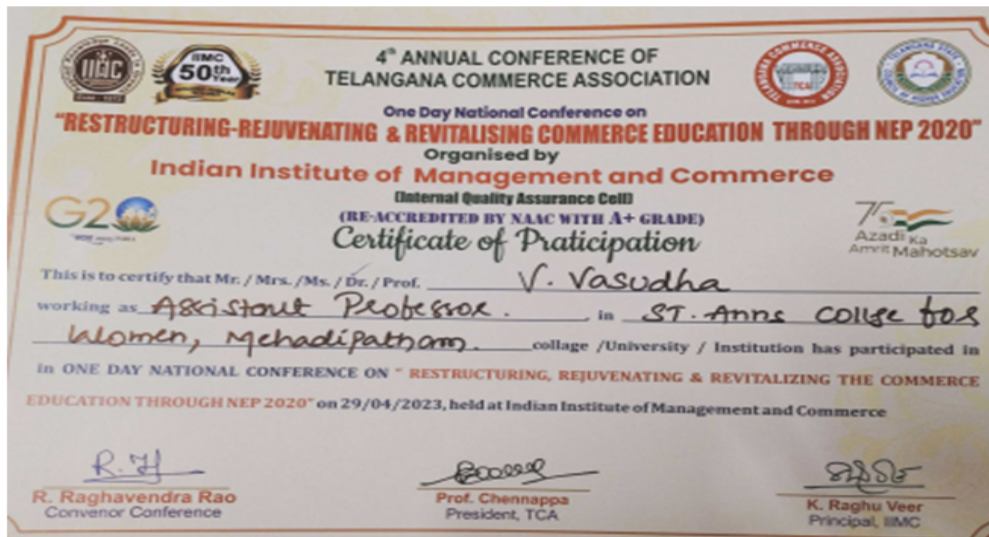 IIMC
IIMC
50th
Year
4th ANNUAL CONFERENCE OF
TELANGANA COMMERCE ASSOCIATION
TELANGANA COMMERCE ASSOCIATION
TCA
One Day National Conference on
"RESTRUCTURING-REJUVENATING & REVITALISING COMMERCE EDUCATION THROUGH NEP 2020"
Organised by
Indian Institute of Management and Commerce
(Internal Quality Assurance Cell)
(RE-ACCREDITED BY NAAC WITH A+ GRADE)
G20
75
Azadi Ka
Amrit Mahotsav
Certificate of Praticipation
This is to certify that Mr. / Mrs. /Ms. / Dr. / Prof. V. Vasudha
working as Assistant Professor. in ST. Anns College for
Women, Mehadipatnam. collage /University / Institution has participated in
in ONE DAY NATIONAL CONFERENCE ON " RESTRUCTURING, REJUVENATING & REVITALIZING THE COMMERCE
EDUCATION THROUGH NEP 2020" on 29/04/2023, held at Indian Institute of Management and Commerce
R. Raghavendra Rao
Convenor Conference
Prof. Chennappa
President, TCA
K. Raghu Veer
Principal, IIMC